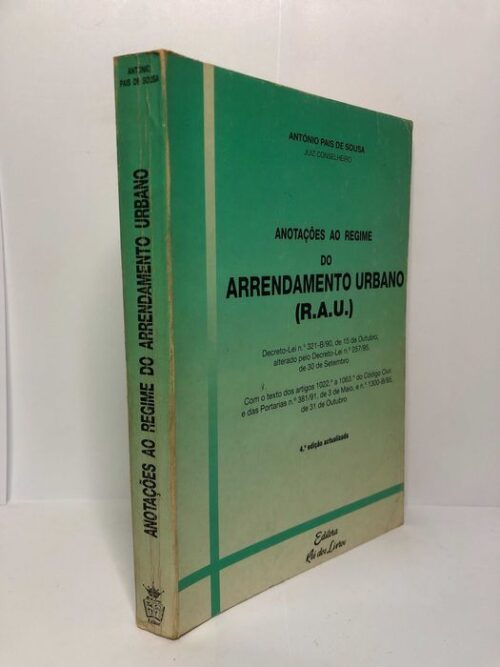 ANTÓNIO
PAIS DE SOUSA
ANOTAÇÕES AO REGIME DO ARRENDAMENTO URBANO
ANTÓNIO PAIS DE SOUSA
JUIZ CONSELHEIRO
ANOTAÇÕES AO REGIME
DO
ARRENDAMENTO URBANO
(R.A.U.)
Decreto-Lei n.º 321-B/90, de 15 de Outubro,
alterado pelo Decreto-Lei n.º 257/95,
de 30 de Setembro
Com o texto dos artigos 1022.º a 1063.º do Código Civil
e das Portarias n.º 381/91, de 3 de Maio, e n.º 1300-B/95,
de 31 de Outubro
4.ª edição actualizada
Editora
Rei dos Livros